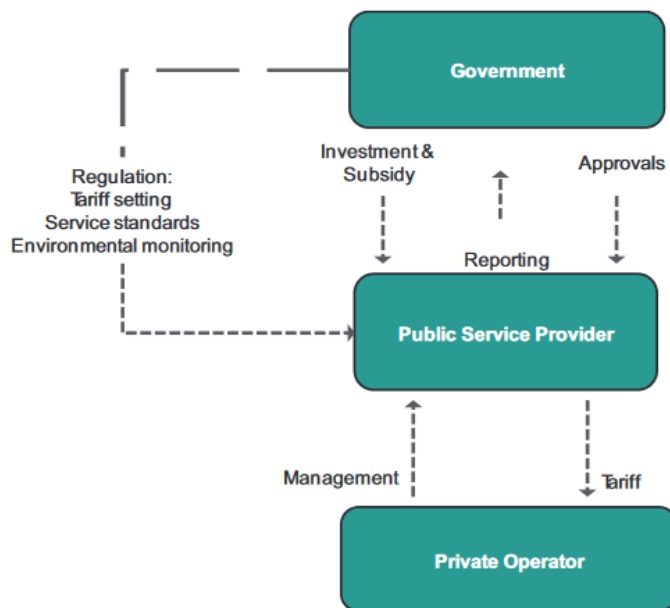 Government
Investment &
Subsidy
Approvals
Regulation:
Tariff setting
Service standards
Environmental monitoring
Reporting
Public Service Provider
Management
Tariff
Private Operator